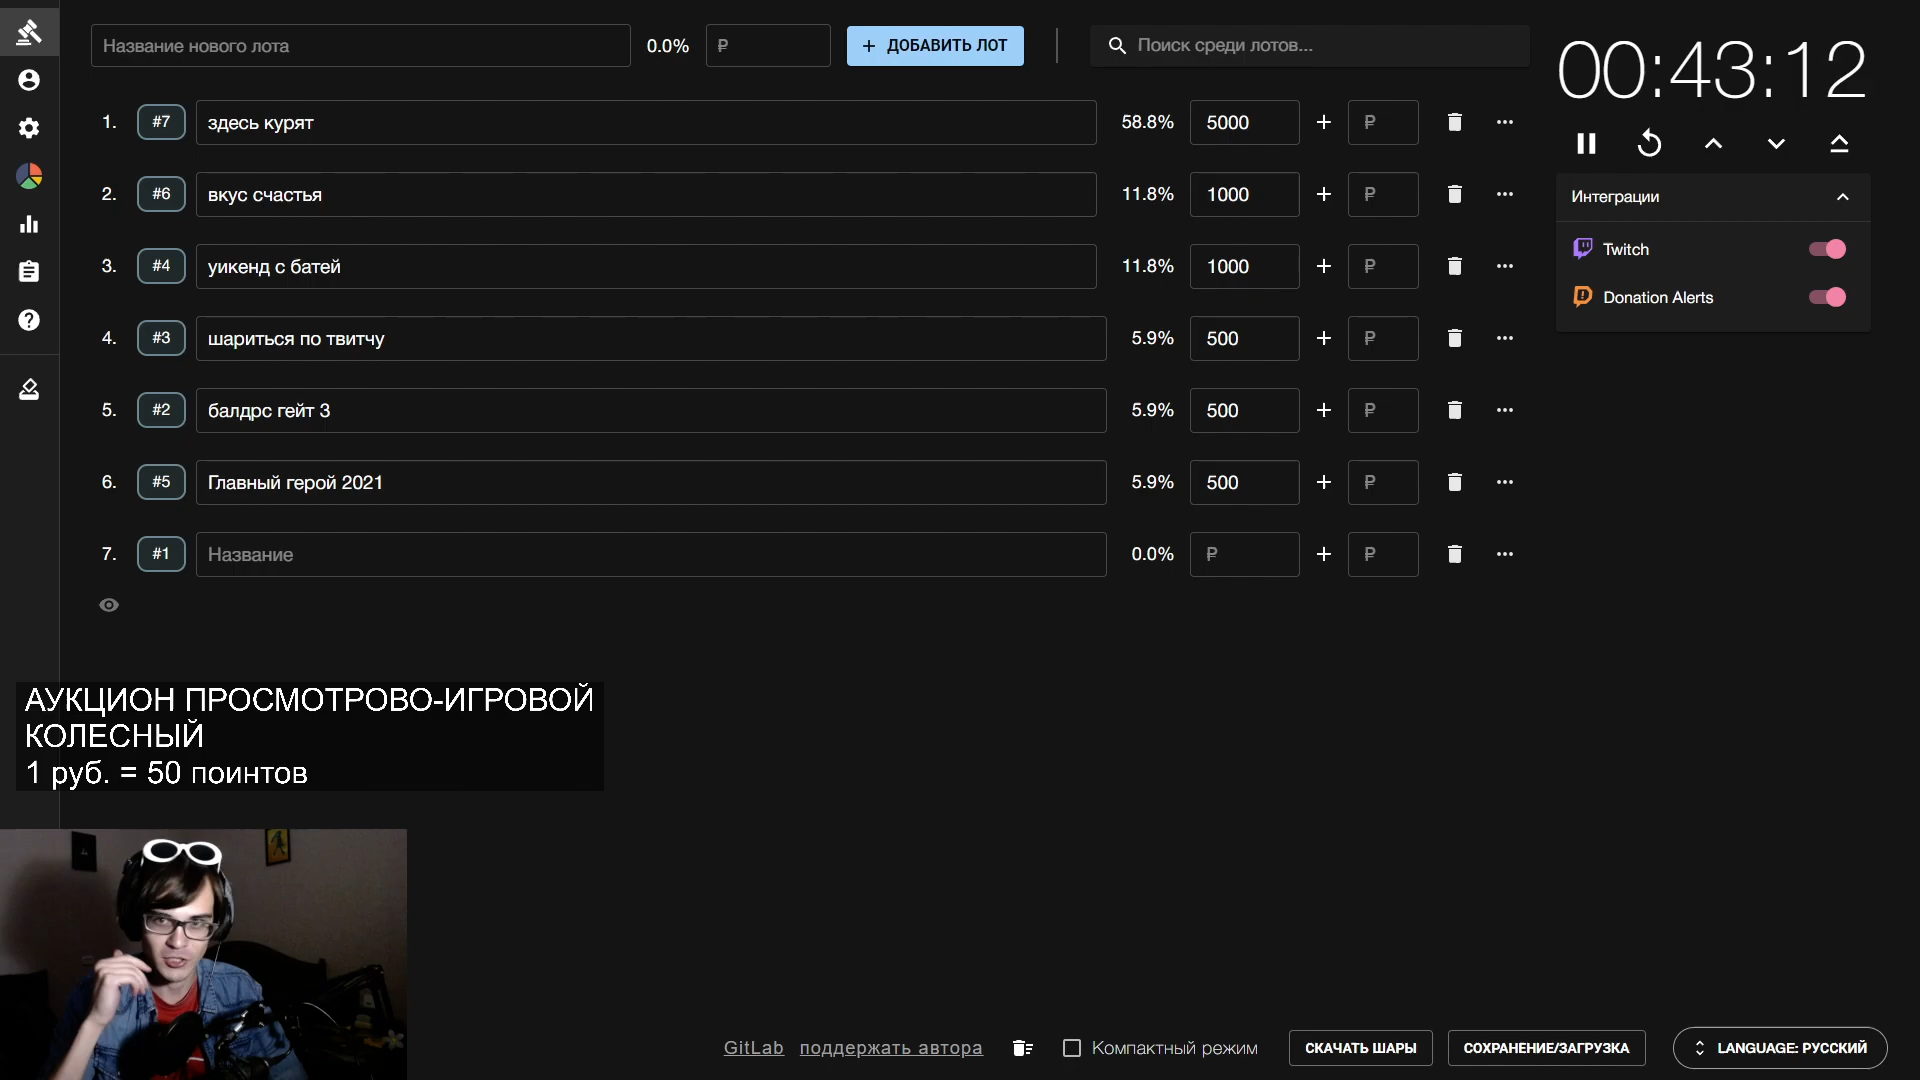 Название нового лота 0.0% ₽ + ДОБАВИТЬ ЛОТ Поиск среди лотов... 00:43:12
1. #7 здесь курят 58.8% 5000 + ₽
2. #6 вкус счастья 11.8% 1000 + ₽
Интеграции
Twitch
3. #4 уикенд с батей 11.8% 1000 + ₽
Donation Alerts
4. #3 шариться по твитчу 5.9% 500 + ₽
5. #2 балдрс гейт 3 5.9% 500 + ₽
6. #5 Главный герой 2021 5.9% 500 + ₽
7. #1 Название 0.0% ₽ + ₽
АУКЦИОН ПРОСМОТРОВО-ИГРОВОЙ
КОЛЕСНЫЙ
1 руб. = 50 поинтов
GitLab поддержать автора Компактный режим СКАЧАТЬ ШАРЫ СОХРАНЕНИЕ/ЗАГРУЗКА LANGUAGE: РУССКИЙ